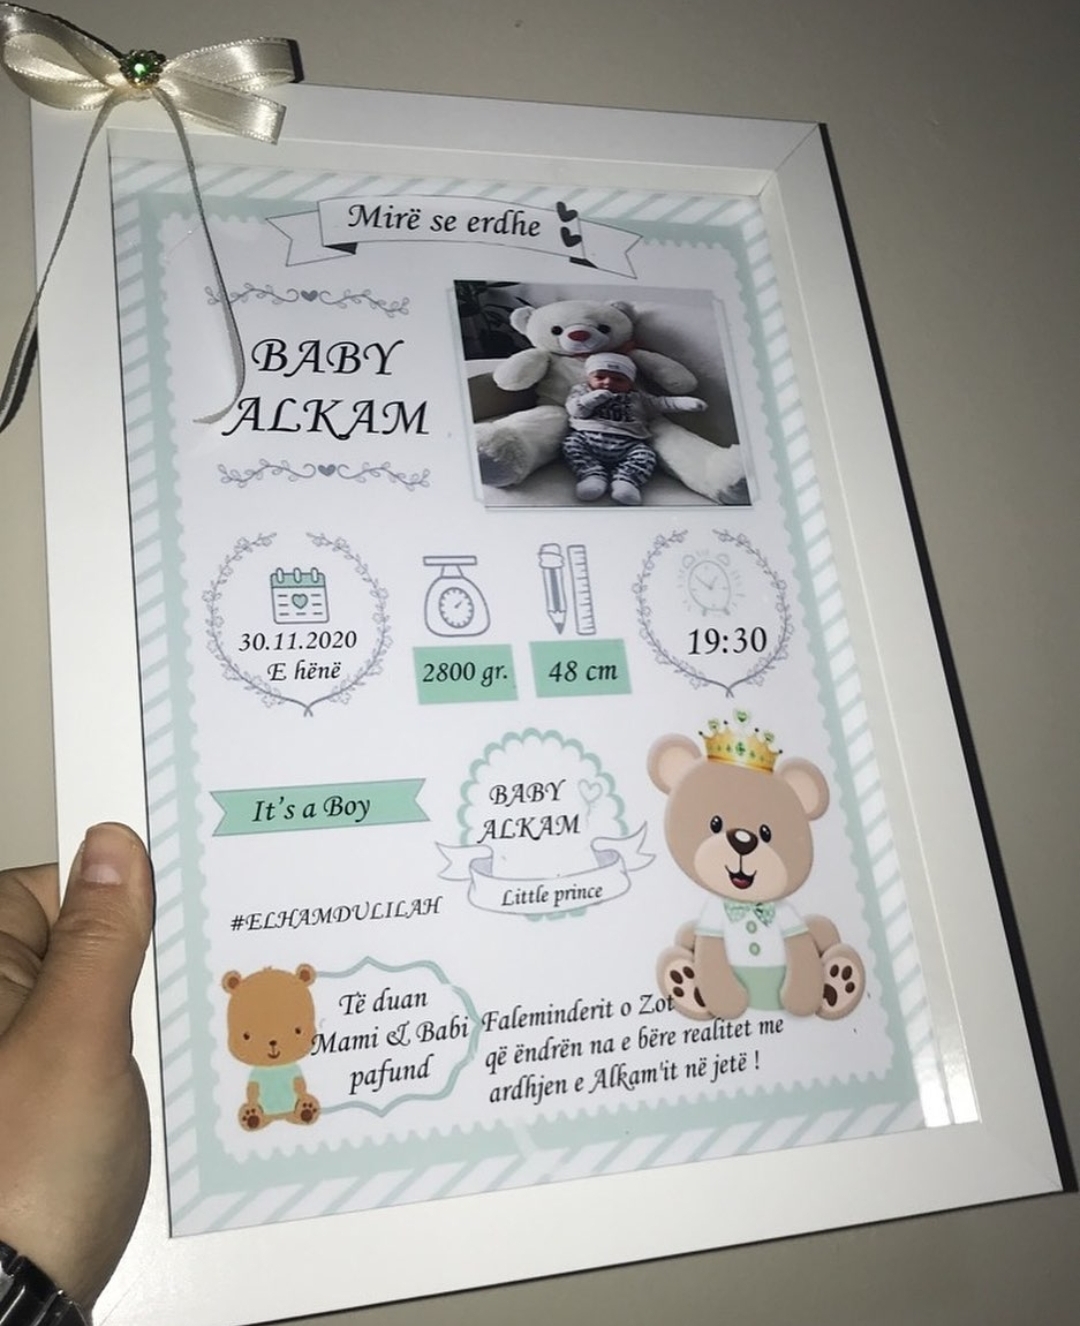 Mirë se erdhe
BABY
ALKAM
30.11.2020
E hënë
2800 gr.
48 cm
19:30
It's a Boy
BABY
ALKAM
Little prince
#ELHAMDULILAH
Të duan
Mami & Babi
pafund
Faleminderit o Zot
që ëndrën na e bëre realitet me
ardhjen e Alkam'it në jetë !